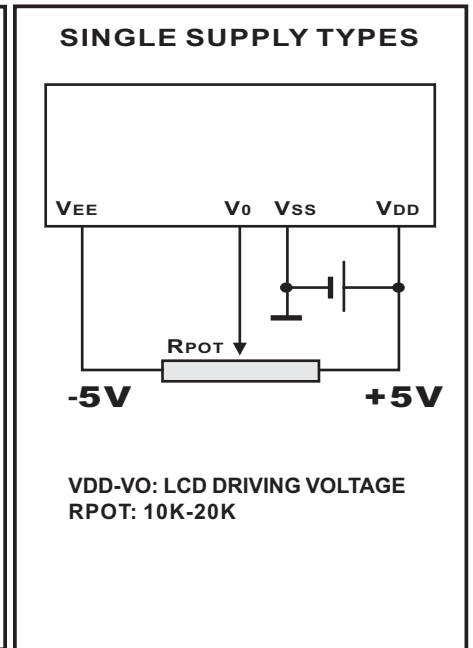 SINGLE SUPPLY TYPES
VEE V0 VSS VDD
RPOT
-5V +5V
VDD-VO: LCD DRIVING VOLTAGE
RPOT: 10K-20K